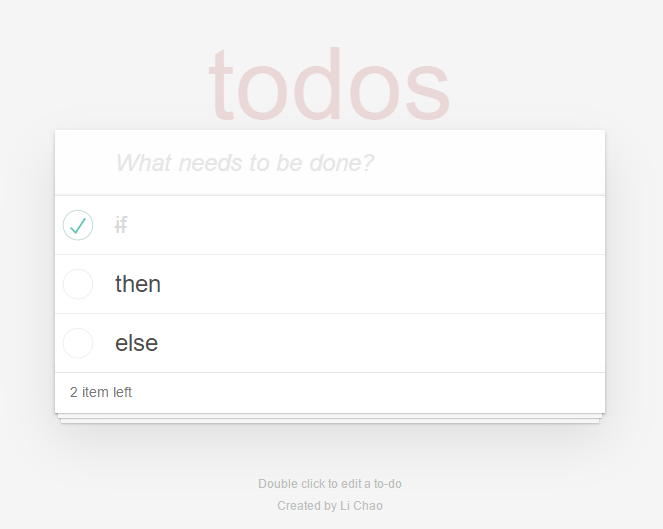 todos
What needs to be done?
if
then
else
2 item left
Double click to edit a to-do
Created by Li Chao